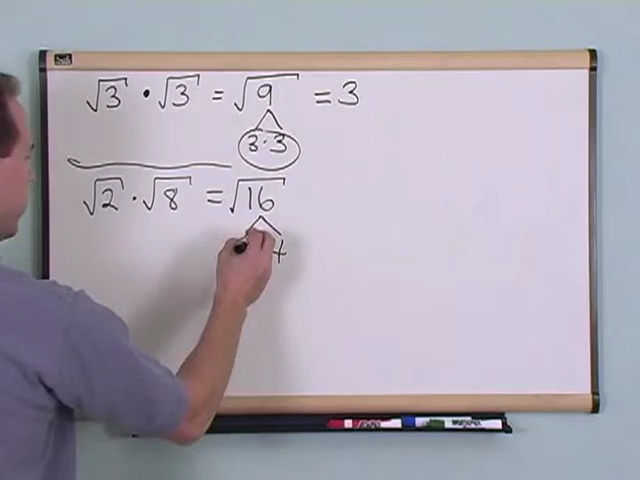 √3 · √3 = √9 = 3
3·3
√2 · √8 = √16
4